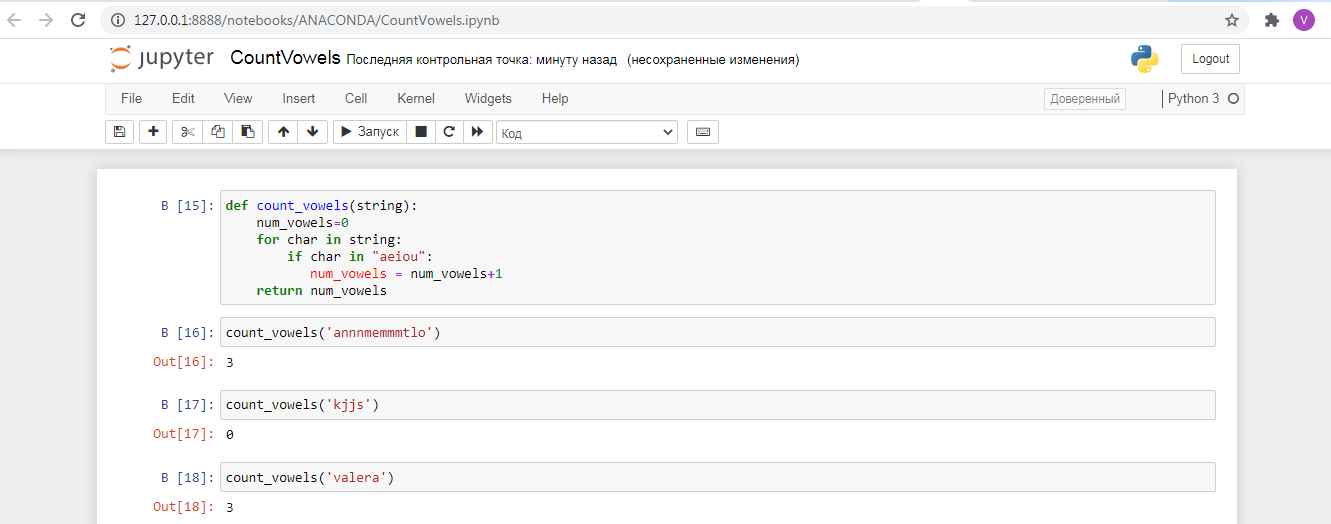 127.0.0.1:8888/notebooks/ANACONDA/CountVowels.ipynb
V
jupyter CountVowels Последняя контрольная точка: минуту назад (несохраненные изменения)
Logout
File Edit View Insert Cell Kernel Widgets Help
Доверенный
Python 3
Запуск
Код
В [15]: def count_vowels(string):
    num_vowels=0
    for char in string:
        if char in "aeiou":
           num_vowels = num_vowels+1
    return num_vowels
В [16]: count_vowels('annnmemmmtlo')
Out[16]: 3
В [17]: count_vowels('kjjs')
Out[17]: 0
В [18]: count_vowels('valera')
Out[18]: 3